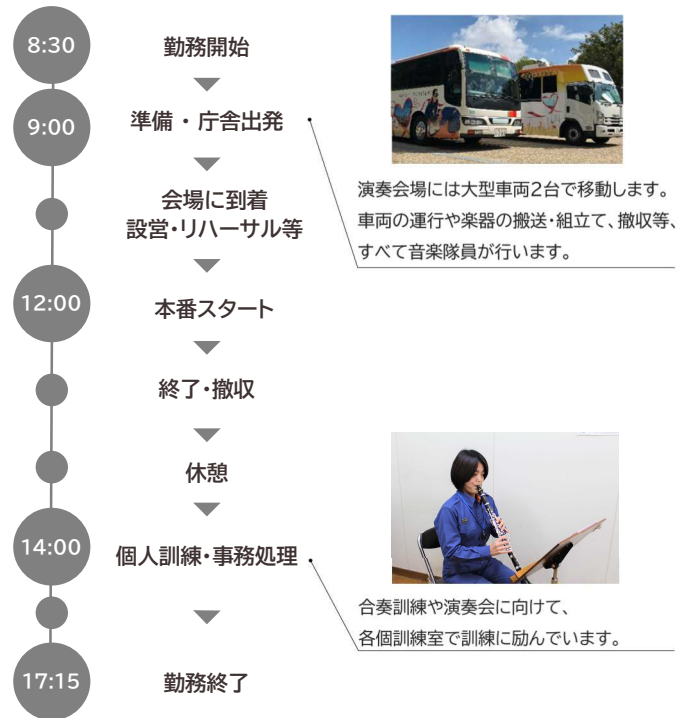 8:30
勤務開始
9:00
準備・庁舎出発
演奏会場には大型車両2台で移動します。
車両の運行や楽器の搬送・組立て、撤収等、
すべて音楽隊員が行います。
会場に到着
設営・リハーサル等
12:00
本番スタート
終了・撤収
休憩
14:00
個人訓練・事務処理
合奏訓練や演奏会に向けて、
各個訓練室で訓練に励んでいます。
17:15
勤務終了